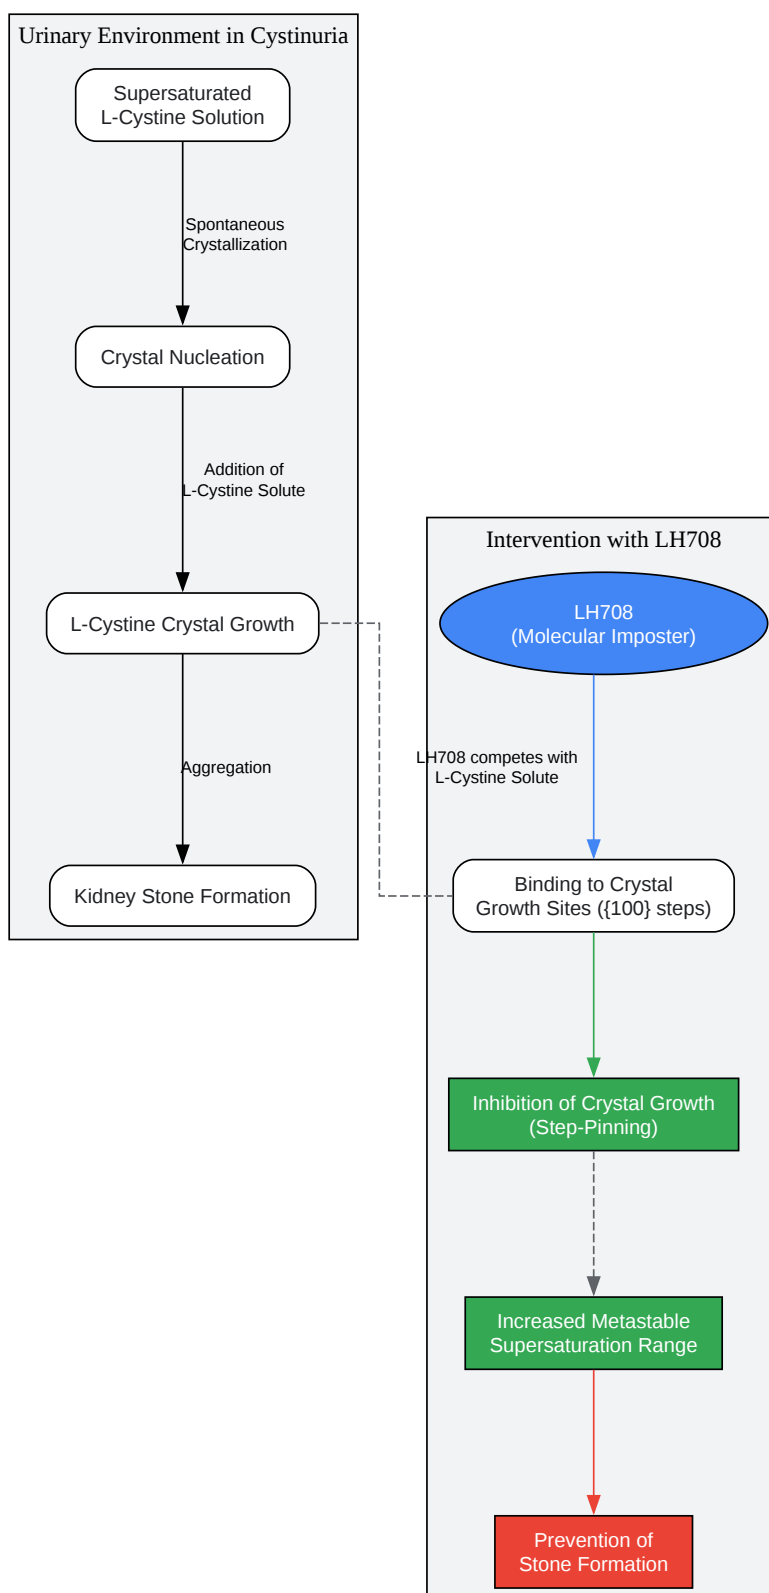 Urinary Environment in Cystinuria
Supersaturated
L-Cystine Solution
Spontaneous
Crystallization
Crystal Nucleation
Addition of
L-Cystine Solute
L-Cystine Crystal Growth
Aggregation
Kidney Stone Formation
Intervention with LH708
LH708
(Molecular Imposter)
LH708 competes with
L-Cystine Solute
Binding to Crystal
Growth Sites ({100} steps)
Inhibition of Crystal Growth
(Step-Pinning)
Increased Metastable
Supersaturation Range
Prevention of
Stone Formation